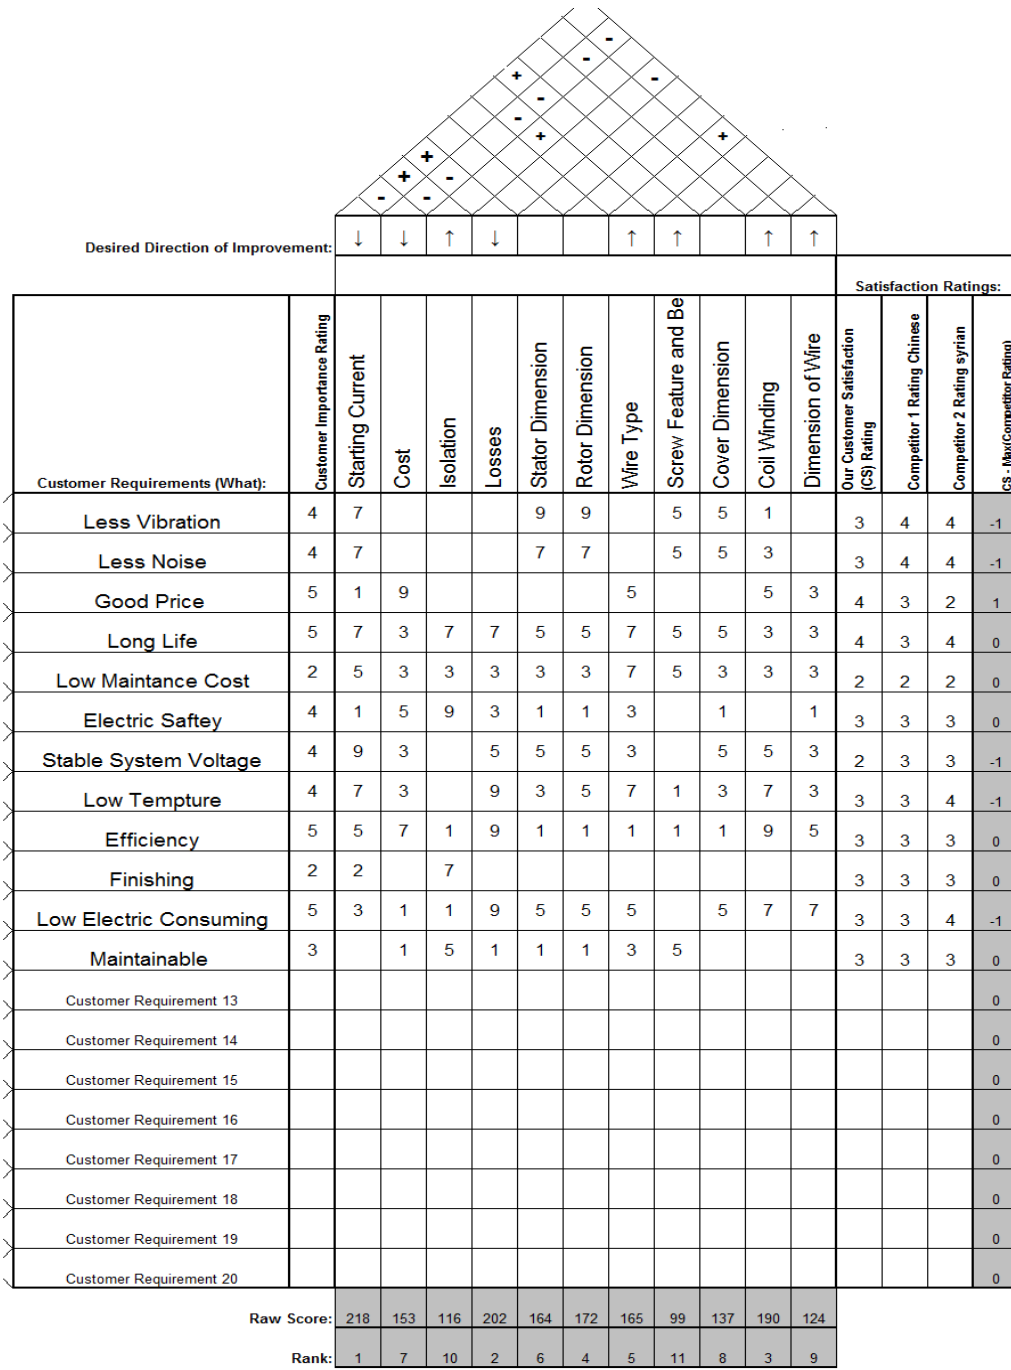 -
-
+
-
-
-
+
+
+
+
-
-
-
Desired Direction of Improvement: ↓ ↓ ↑ ↓ ↑ ↑ ↑ ↑
Satisfaction Ratings:
Customer Requirements (What):
Customer Importance Rating
Starting Current
Cost
Isolation
Losses
Stator Dimension
Rotor Dimension
Wire Type
Screw Feature and Be
Cover Dimension
Coil Winding
Dimension of Wire
Our Customer Satisfaction
(CS) Rating
Competitor 1 Rating Chinese
Competitor 2 Rating syrian
CS - Max(Competitor Rating)
Less Vibration 4 7 9 9 5 5 1 3 4 4 -1
Less Noise 4 7 7 7 5 5 3 3 4 4 -1
Good Price 5 1 9 5 5 3 4 3 2 1
Long Life 5 7 3 7 7 5 5 7 5 5 3 3 4 3 4 0
Low Maintance Cost 2 5 3 3 3 3 3 7 5 3 3 3 2 2 2 0
Electric Saftey 4 1 5 9 3 1 1 3 1 1 3 3 3 0
Stable System Voltage 4 9 3 5 5 5 3 5 5 3 2 3 3 -1
Low Tempture 4 7 3 9 3 5 7 1 3 7 3 3 3 4 -1
Efficiency 5 5 7 1 9 1 1 1 1 1 9 5 3 3 3 0
Finishing 2 2 7 3 3 3 0
Low Electric Consuming 5 3 1 1 9 5 5 5 5 7 7 3 3 4 -1
Maintainable 3 1 5 1 1 1 3 5 3 3 3 0
Customer Requirement 13 0
Customer Requirement 14 0
Customer Requirement 15 0
Customer Requirement 16 0
Customer Requirement 17 0
Customer Requirement 18 0
Customer Requirement 19 0
Customer Requirement 20 0
Raw Score: 218 153 116 202 164 172 165 99 137 190 124
Rank: 1 7 10 2 6 4 5 11 8 3 9